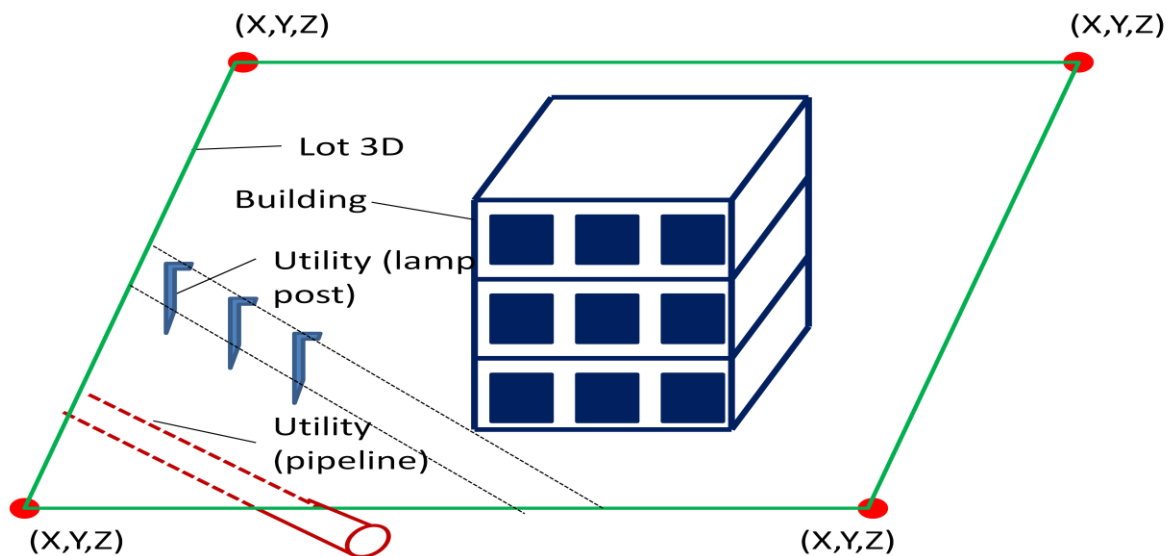 (X,Y,Z)
(X,Y,Z)
Lot 3D
Building
Utility (lamp
post)
Utility
(pipeline)
(X,Y,Z)
(X,Y,Z)